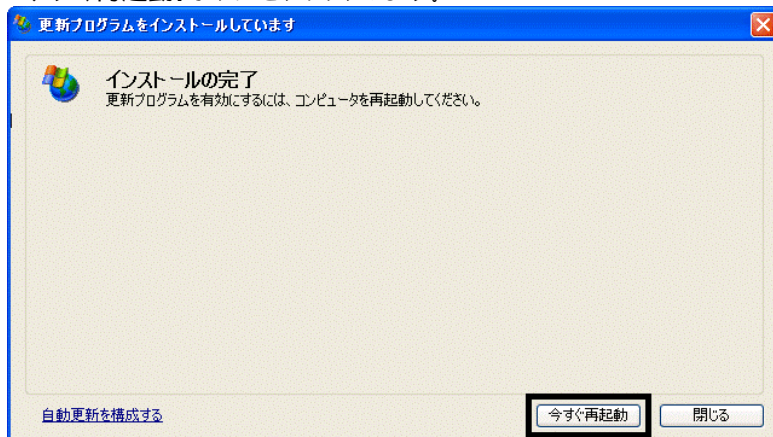 更新プログラムをインストールしています
インストールの完了
更新プログラムを有効にするには、コンピュータを再起動してください。
自動更新を構成する
今すぐ再起動
閉じる